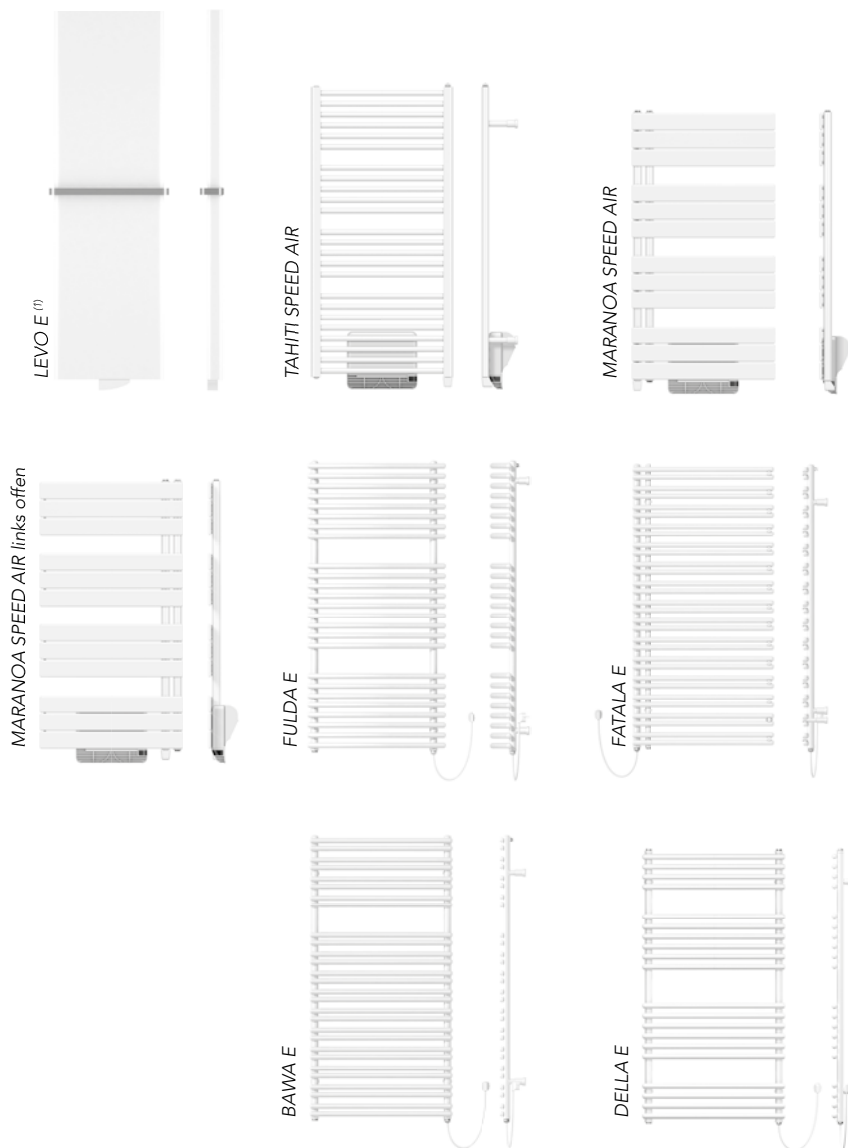 LEVO E (1)
TAHITI SPEED AIR
MARANOA SPEED AIR
MARANOA SPEED AIR links offen
FULDA E
FATALA E
BAWA E
DELLA E